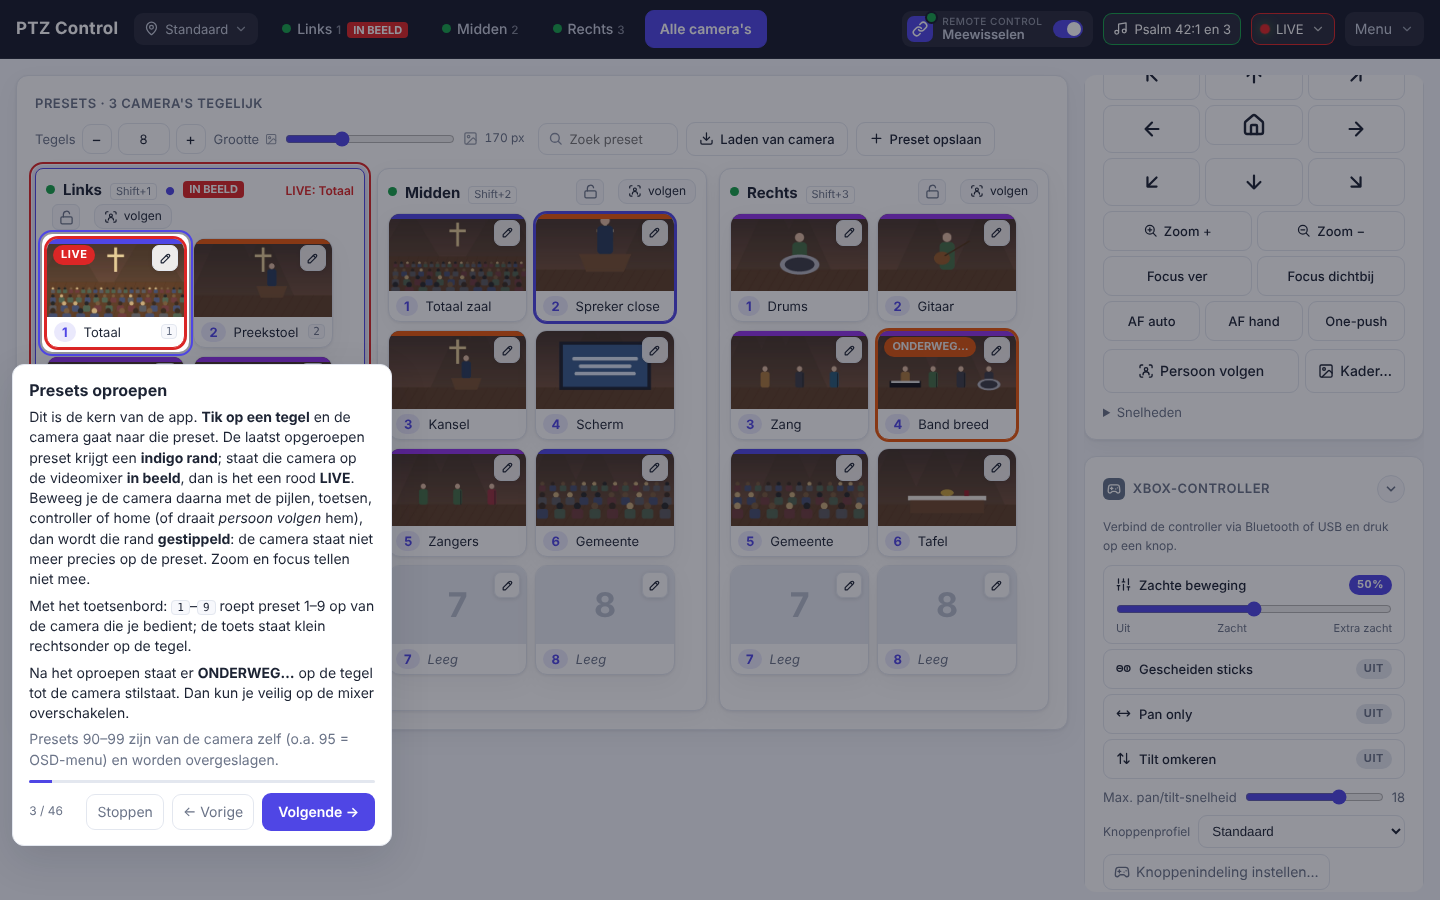 PTZ Control
Standaard
Links 1 IN BEELD
Midden 2
Rechts 3
Alle camera's
REMOTE CONTROL
Meewisselen
Psalm 42:1 en 3
LIVE
Menu
PRESETS · 3 CAMERA'S TEGELIJK
Tegels − 8 + Grootte 170 px Zoek preset Laden van camera + Preset opslaan
Links Shift+1 IN BEELD LIVE: Totaal
volgen
LIVE
1 Totaal 1
2 Preekstoel 2
Midden Shift+2 volgen
1 Totaal zaal
2 Spreker close
3 Kansel
4 Scherm
5 Zangers
6 Gemeente
7
8
7 Leeg
8 Leeg
Rechts Shift+3 volgen
1 Drums
2 Gitaar
ONDERWEG...
3 Zang
4 Band breed
5 Gemeente
6 Tafel
7
8
7 Leeg
8 Leeg
Presets oproepen
Dit is de kern van de app. Tik op een tegel en de
camera gaat naar die preset. De laatst opgeroepen
preset krijgt een indigo rand; staat die camera op
de videomixer in beeld, dan is het een rood LIVE.
Beweeg je de camera daarna met de pijlen, toetsen,
controller of home (of draait persoon volgen hem),
dan wordt die rand gestippeld: de camera staat niet
meer precies op de preset. Zoom en focus tellen
niet mee.
Met het toetsenbord: 1–9 roept preset 1–9 op van
de camera die je bedient; de toets staat klein
rechtsonder op de tegel.
Na het oproepen staat er ONDERWEG... op de tegel
tot de camera stilstaat. Dan kun je veilig op de mixer
overschakelen.
Presets 90–99 zijn van de camera zelf (o.a. 95 =
OSD-menu) en worden overgeslagen.
3 / 46 Stoppen ← Vorige Volgende →
Zoom +
Zoom −
Focus ver
Focus dichtbij
AF auto
AF hand
One-push
Persoon volgen
Kader...
Snelheden
XBOX-CONTROLLER
Verbind de controller via Bluetooth of USB en druk
op een knop.
Zachte beweging 50%
Uit Zacht Extra zacht
Gescheiden sticks UIT
Pan only UIT
Tilt omkeren UIT
Max. pan/tilt-snelheid 18
Knoppenprofiel Standaard
Knoppenindeling instellen...